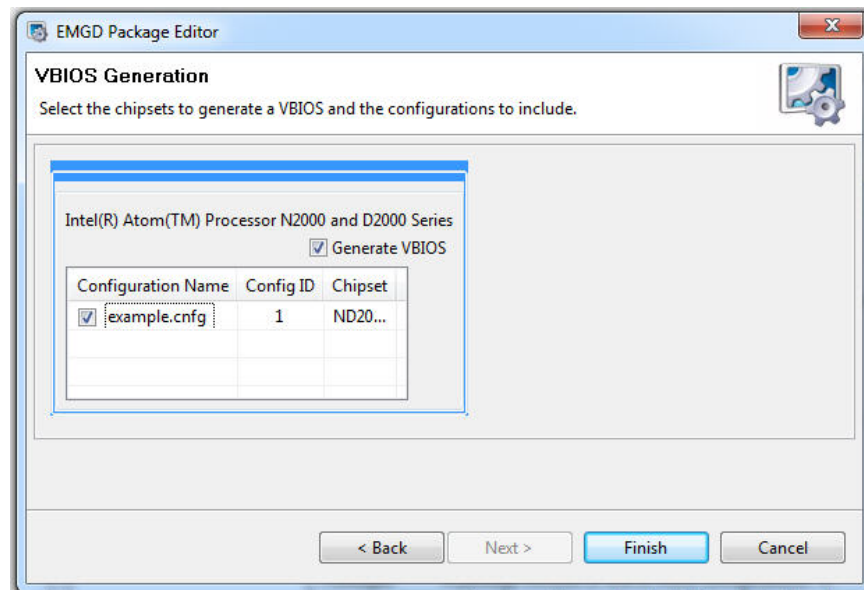 EMGD Package Editor
VBIOS Generation
Select the chipsets to generate a VBIOS and the configurations to include.
Intel(R) Atom(TM) Processor N2000 and D2000 Series
Generate VBIOS
Configuration Name Config ID Chipset
example.cnfg 1 ND20...
< Back Next > Finish Cancel